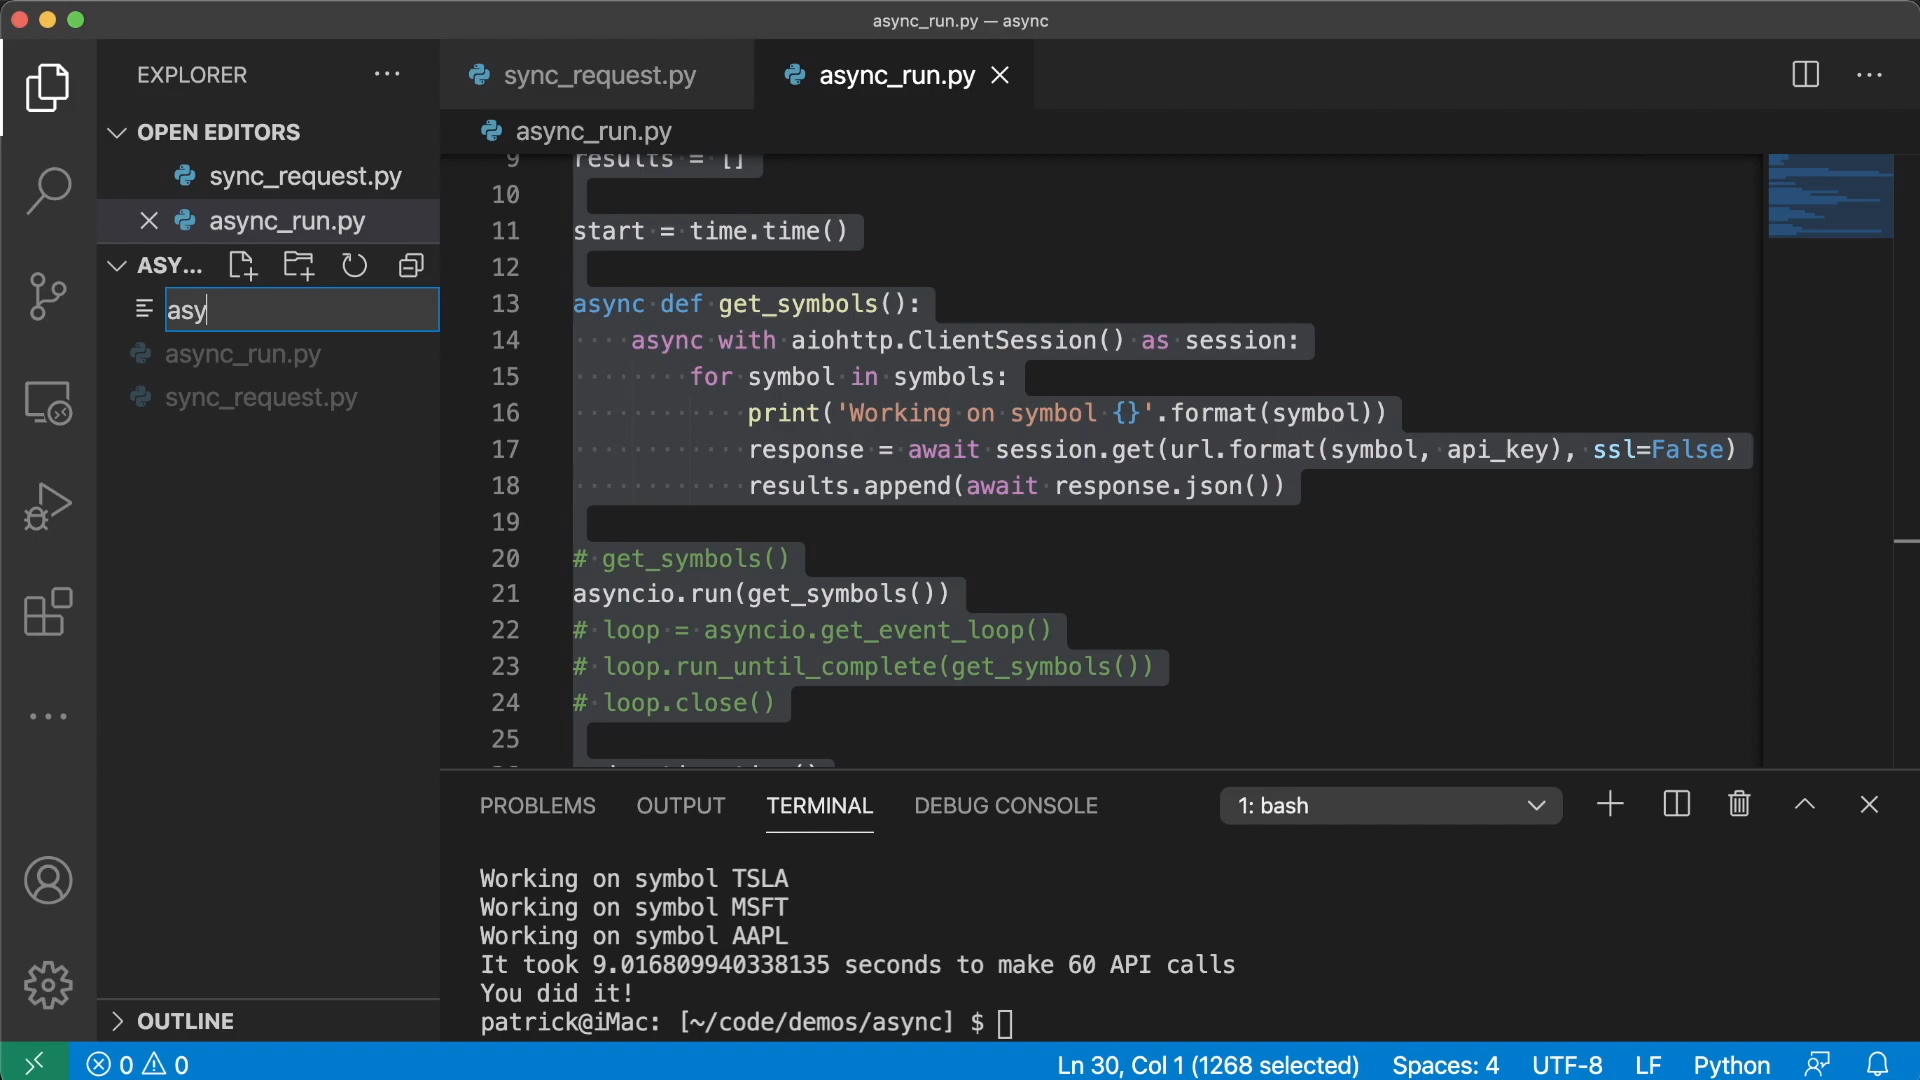 async_run.py — async
EXPLORER
OPEN EDITORS
sync_request.py
async_run.py
ASY...
asy
async_run.py
sync_request.py
OUTLINE
sync_request.py
async_run.py
async_run.py
9 results = []
10
11 start = time.time()
12
13 async def get_symbols():
14 async with aiohttp.ClientSession() as session:
15 for symbol in symbols:
16 print('Working on symbol {}'.format(symbol))
17 response = await session.get(url.format(symbol, api_key), ssl=False)
18 results.append(await response.json())
19
20 # get_symbols()
21 asyncio.run(get_symbols())
22 # loop = asyncio.get_event_loop()
23 # loop.run_until_complete(get_symbols())
24 # loop.close()
25
PROBLEMS OUTPUT TERMINAL DEBUG CONSOLE 1: bash
Working on symbol TSLA
Working on symbol MSFT
Working on symbol AAPL
It took 9.016809940338135 seconds to make 60 API calls
You did it!
patrick@iMac: [~/code/demos/async] $
0 0 Ln 30, Col 1 (1268 selected) Spaces: 4 UTF-8 LF Python